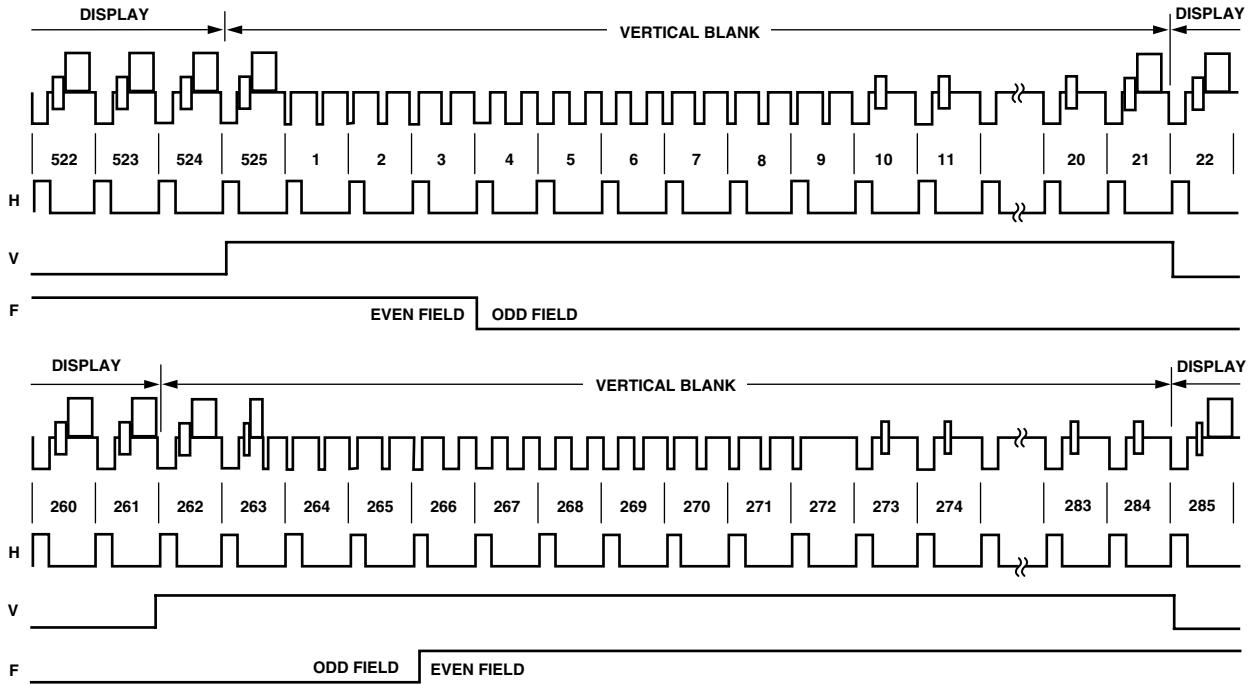 DISPLAY VERTICAL BLANK DISPLAY
522 523 524 525 1 2 3 4 5 6 7 8 9 10 11 20 21 22
H
V
F
EVEN FIELD ODD FIELD
DISPLAY VERTICAL BLANK DISPLAY
260 261 262 263 264 265 266 267 268 269 270 271 272 273 274 283 284 285
H
V
F
ODD FIELD EVEN FIELD